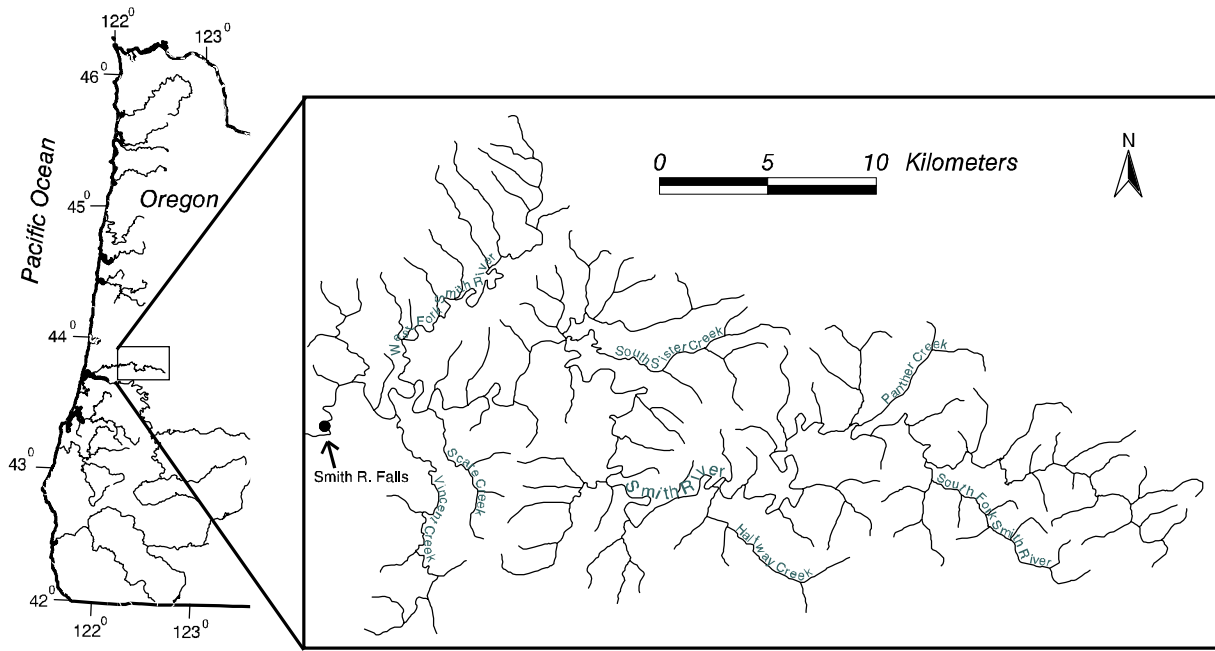 122⁰
123⁰
46⁰
Pacific Ocean
Oregon
45⁰
44⁰
43⁰
42⁰
122⁰
123⁰
0 5 10 Kilometers
N
West Fork Smith River
South Sister Creek
Panther Creek
Smith R. Falls
Scare Creek
Vincent Creek
Smith River
Halfway Creek
South Fork Smith River